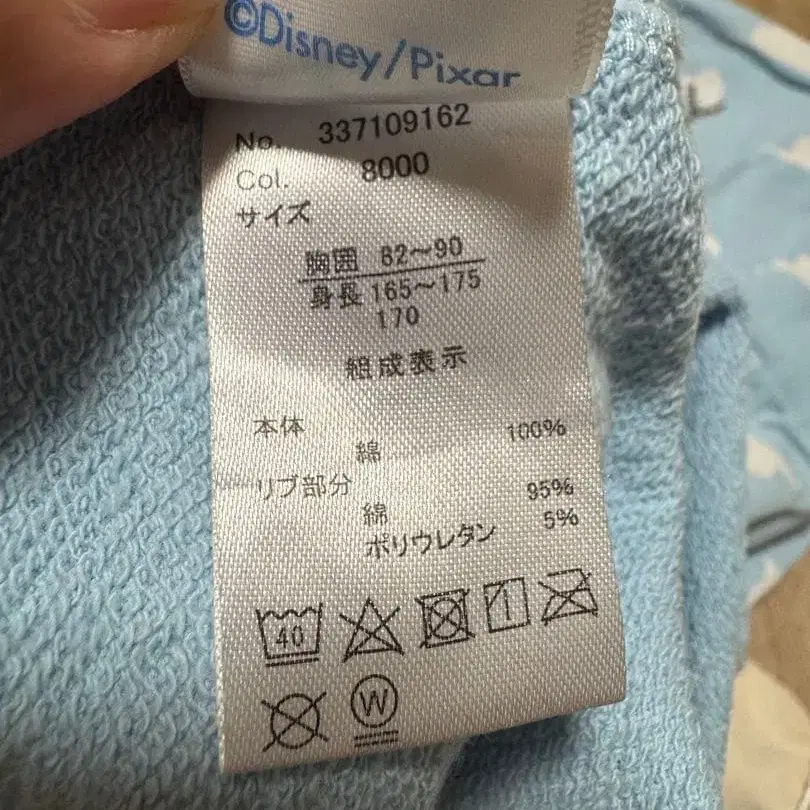 ©Disney/Pixar
No. 337109162
Col. 8000
サイズ
胸囲 82～90
身長 165～175
170
組成表示
本体
綿 100%
リブ部分
綿 95%
ポリウレタン 5%
40
W